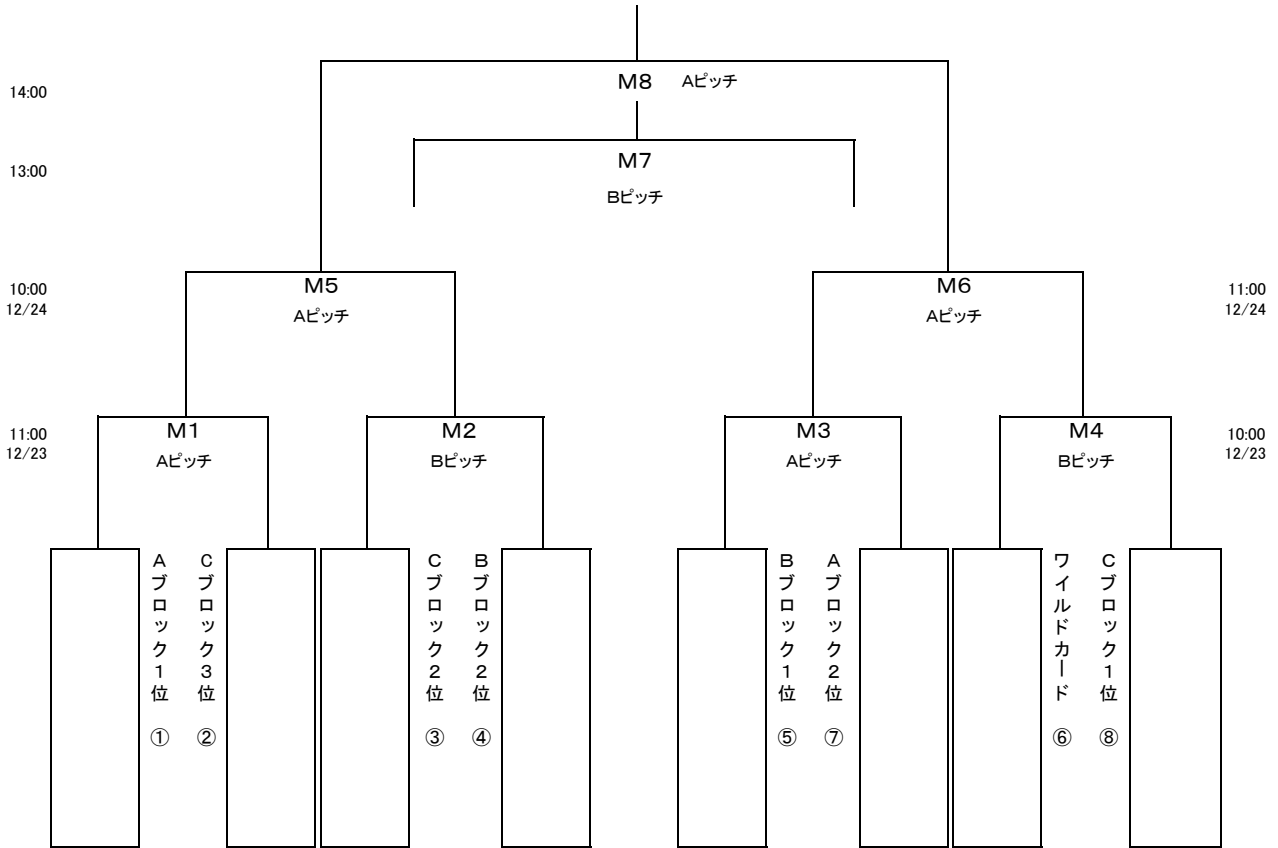 M8 Aピッチ
14:00
M7
13:00
Bピッチ
M5
M6
10:00
12/24
Aピッチ
Aピッチ
11:00
12/24
M1
M2
M3
M4
11:00
12/23
Aピッチ
Bピッチ
Aピッチ
Bピッチ
10:00
12/23
Aブロック1位 ①
Cブロック3位 ②
Cブロック2位 ③
Bブロック2位 ④
Bブロック1位 ⑤
Aブロック2位 ⑦
ワイルドカード ⑥
Cブロック1位 ⑧